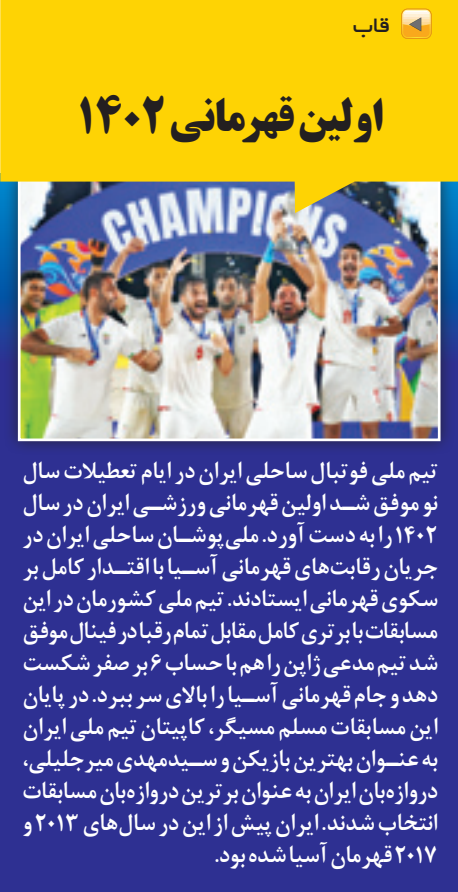 قاب
اولین قهرمانی ۱۴۰۲
CHAMPIONS
تیم ملی فوتبال ساحلی ایران در ایام تعطیلات سال
نو موفق شد اولین قهرمانی ورزشی ایران در سال
۱۴۰۲ را به دست آورد. ملی‌پوشان ساحلی ایران در
جریان رقابت‌های قهرمانی آسیا با اقتدار کامل بر
سکوی قهرمانی ایستادند. تیم ملی کشورمان در این
مسابقات با برتری کامل مقابل تمام رقبا در فینال موفق
شد تیم مدعی ژاپن را هم با حساب ۶ بر صفر شکست
دهد و جام قهرمانی آسیا را بالای سر ببرد. در پایان
این مسابقات مسلم مسیگر، کاپیتان تیم ملی ایران
به عنوان بهترین بازیکن و سیدمهدی میرجلیلی،
دروازه‌بان ایران به عنوان برترین دروازه‌بان مسابقات
انتخاب شدند. ایران پیش از این در سال‌های ۲۰۱۳ و
۲۰۱۷ قهرمان آسیا شده بود.